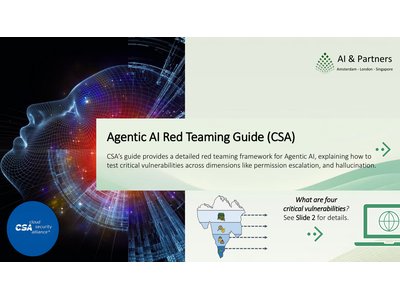 AI & Partners
Amsterdam - London - Singapore
Agentic AI Red Teaming Guide (CSA)
CSA's guide provides a detailed red teaming framework for Agentic AI, explaining how to
test critical vulnerabilities across dimensions like permission escalation, and hallucination.
What are four
critical vulnerabilities?
See Slide 2 for details.
CSA
cloud
security
alliance®